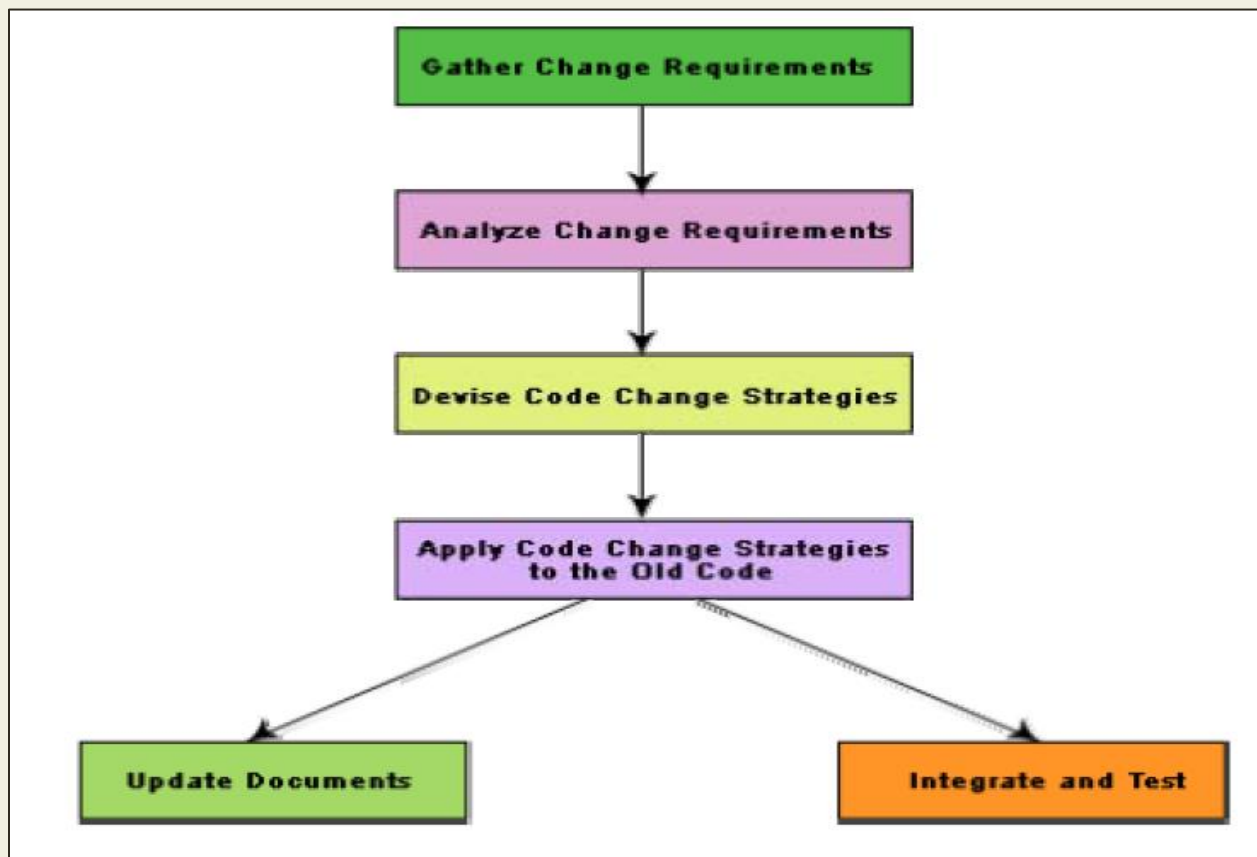 Gather Change Requirements
Analyze Change Requirements
Devise Code Change Strategies
Apply Code Change Strategies
to the Old Code
Update Documents
Integrate and Test